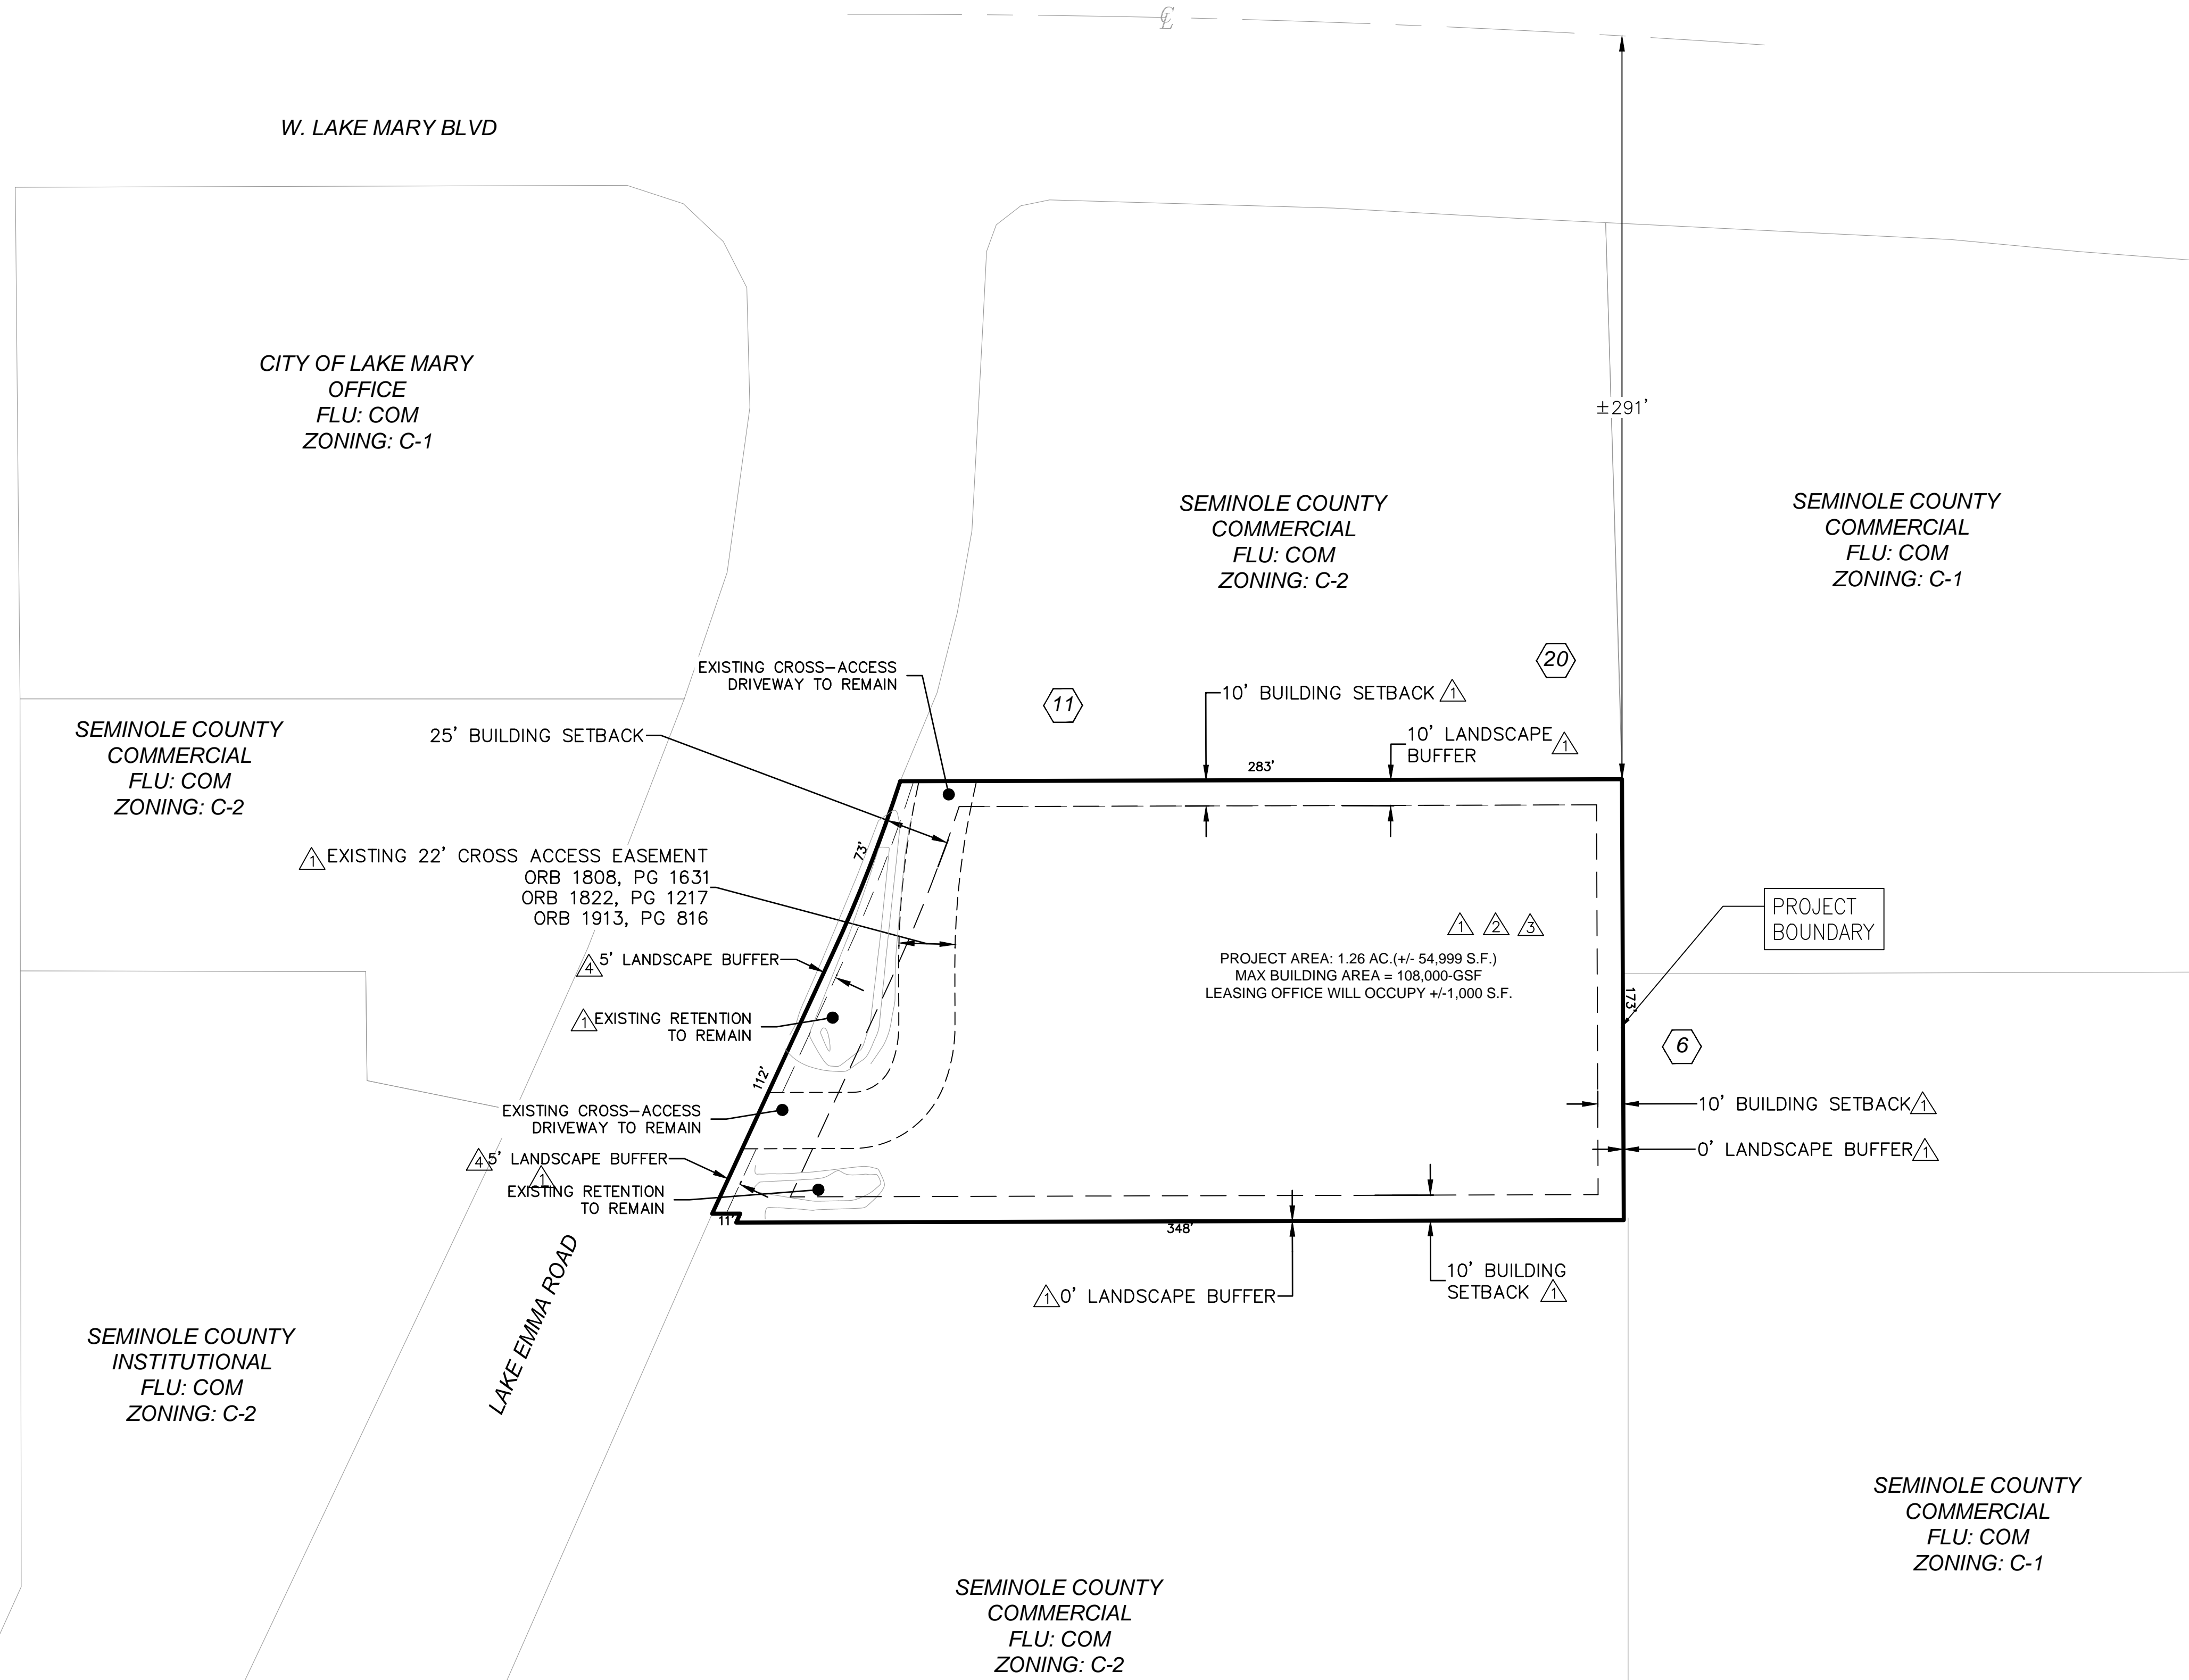 ℄
W. LAKE MARY BLVD
CITY OF LAKE MARY
OFFICE
FLU: COM
ZONING: C-1
±291'
SEMINOLE COUNTY
COMMERCIAL
FLU: COM
ZONING: C-2
SEMINOLE COUNTY
COMMERCIAL
FLU: COM
ZONING: C-1
EXISTING CROSS-ACCESS
DRIVEWAY TO REMAIN
11
20
10' BUILDING SETBACK 1
10' LANDSCAPE
BUFFER 1
SEMINOLE COUNTY
COMMERCIAL
FLU: COM
ZONING: C-2
25' BUILDING SETBACK
283'
73'
1 EXISTING 22' CROSS ACCESS EASEMENT
ORB 1808, PG 1631
ORB 1822, PG 1217
ORB 1913, PG 816
1 2 3
PROJECT AREA: 1.26 AC.(+/- 54,999 S.F.)
MAX BUILDING AREA = 108,000-GSF
LEASING OFFICE WILL OCCUPY +/-1,000 S.F.
PROJECT
BOUNDARY
4 5' LANDSCAPE BUFFER
1 EXISTING RETENTION
TO REMAIN
173'
6
112'
EXISTING CROSS-ACCESS
DRIVEWAY TO REMAIN
10' BUILDING SETBACK 1
0' LANDSCAPE BUFFER 1
4 5' LANDSCAPE BUFFER
1
EXISTING RETENTION
TO REMAIN
11'
348'
LAKE EMMA ROAD
1 0' LANDSCAPE BUFFER
10' BUILDING
SETBACK 1
SEMINOLE COUNTY
INSTITUTIONAL
FLU: COM
ZONING: C-2
SEMINOLE COUNTY
COMMERCIAL
FLU: COM
ZONING: C-1
SEMINOLE COUNTY
COMMERCIAL
FLU: COM
ZONING: C-2